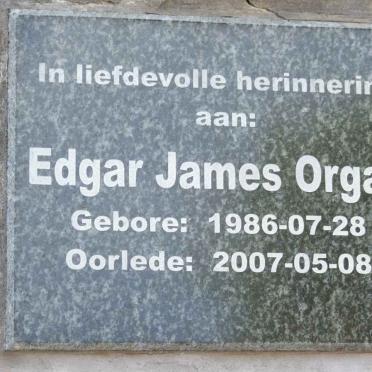 In liefdevolle herinnerin
aan:
Edgar James Orga
Gebore: 1986-07-28
Oorlede: 2007-05-08